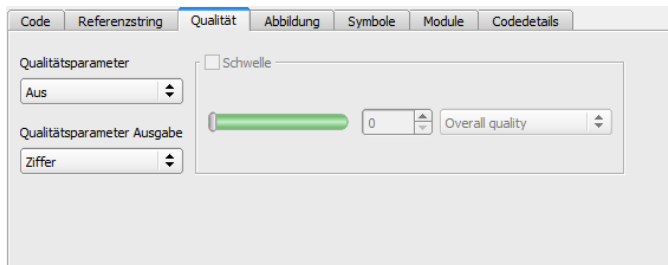 Code Referenzstring Qualität Abbildung Symbole Module Codedetails
Qualitätsparameter
Aus
Qualitätsparameter Ausgabe
Ziffer
Schwelle
0 Overall quality